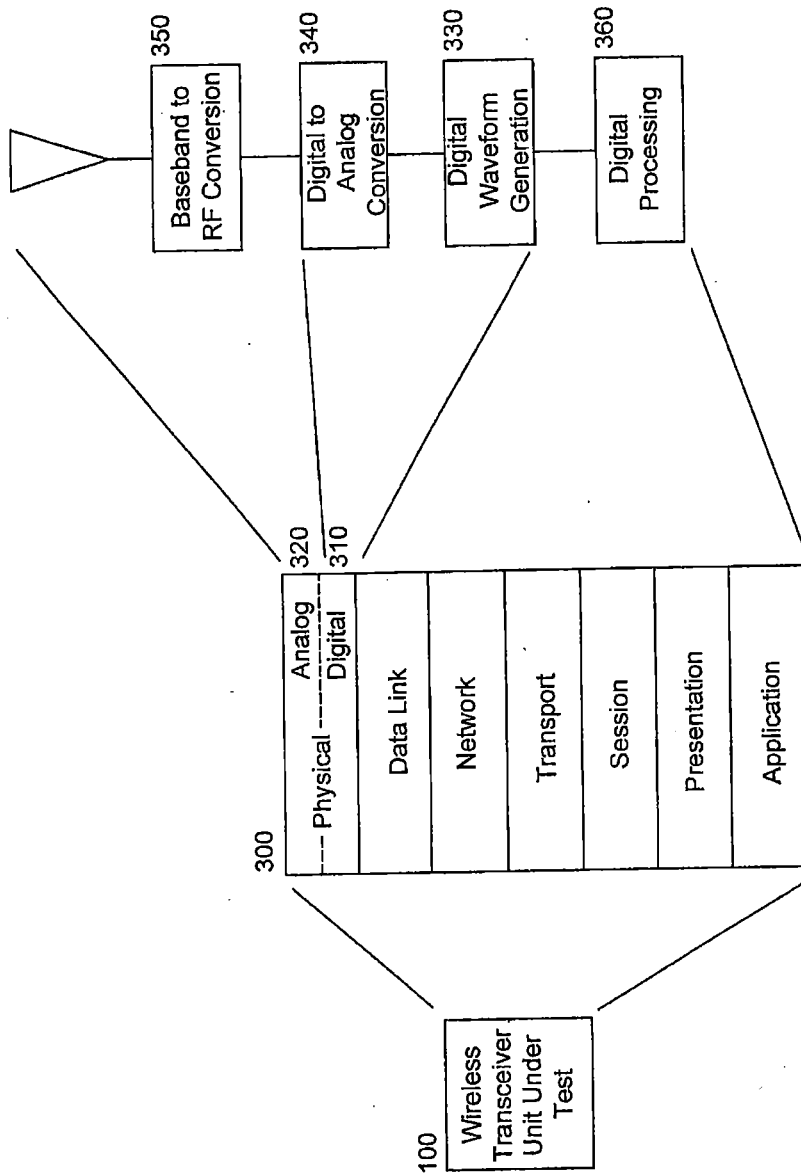 100
Wireless
Transceiver
Unit Under
Test
300
Analog
320
Physical
Digital
310
Data Link
Network
Transport
Session
Presentation
Application
Baseband to
RF Conversion
350
Digital to
Analog
Conversion
340
Digital
Waveform
Generation
330
Digital
Processing
360